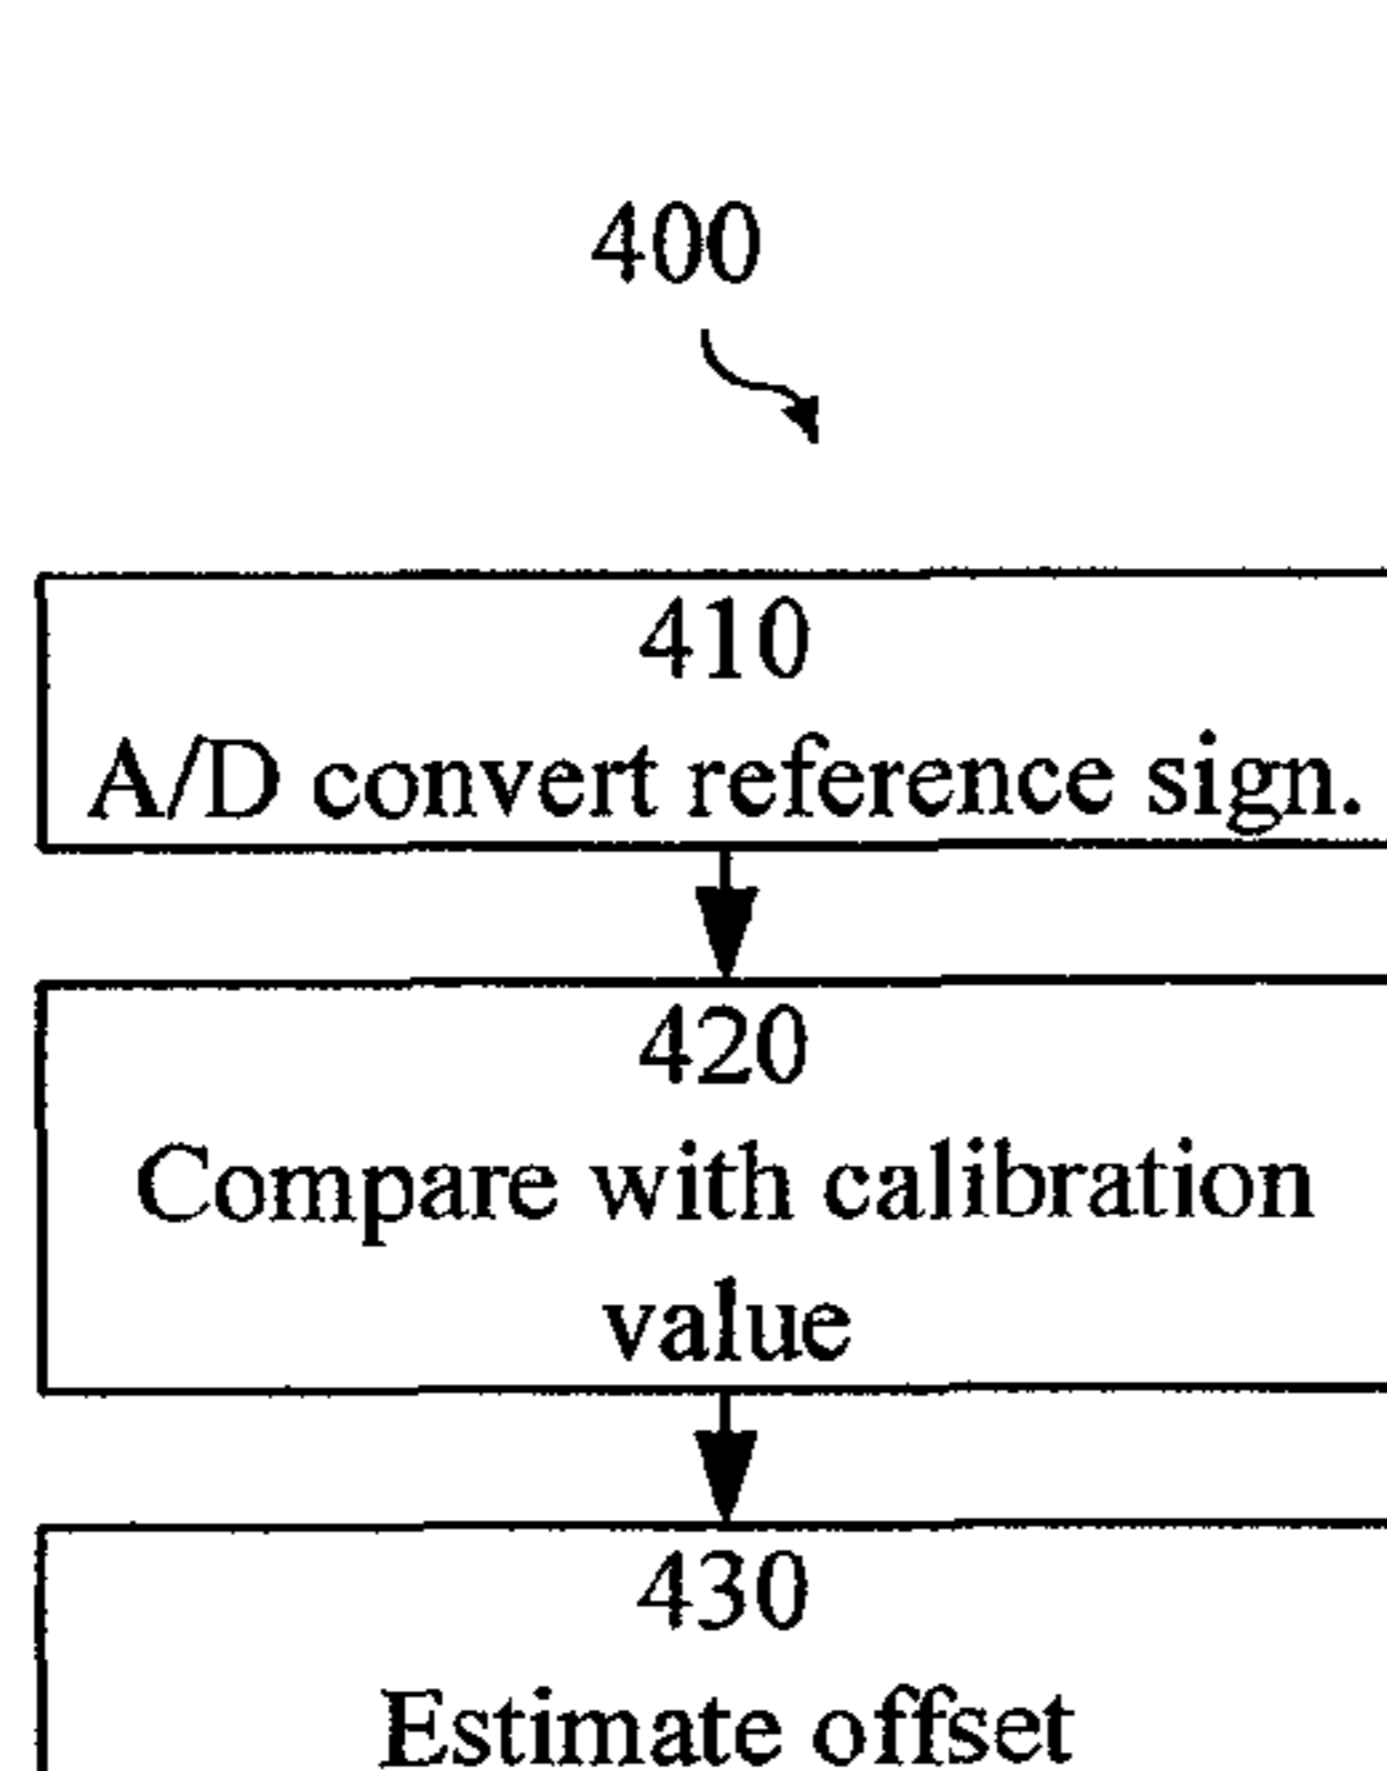 400
410
A/D convert reference sign.
420
Compare with calibration
value
430
Estimate offset